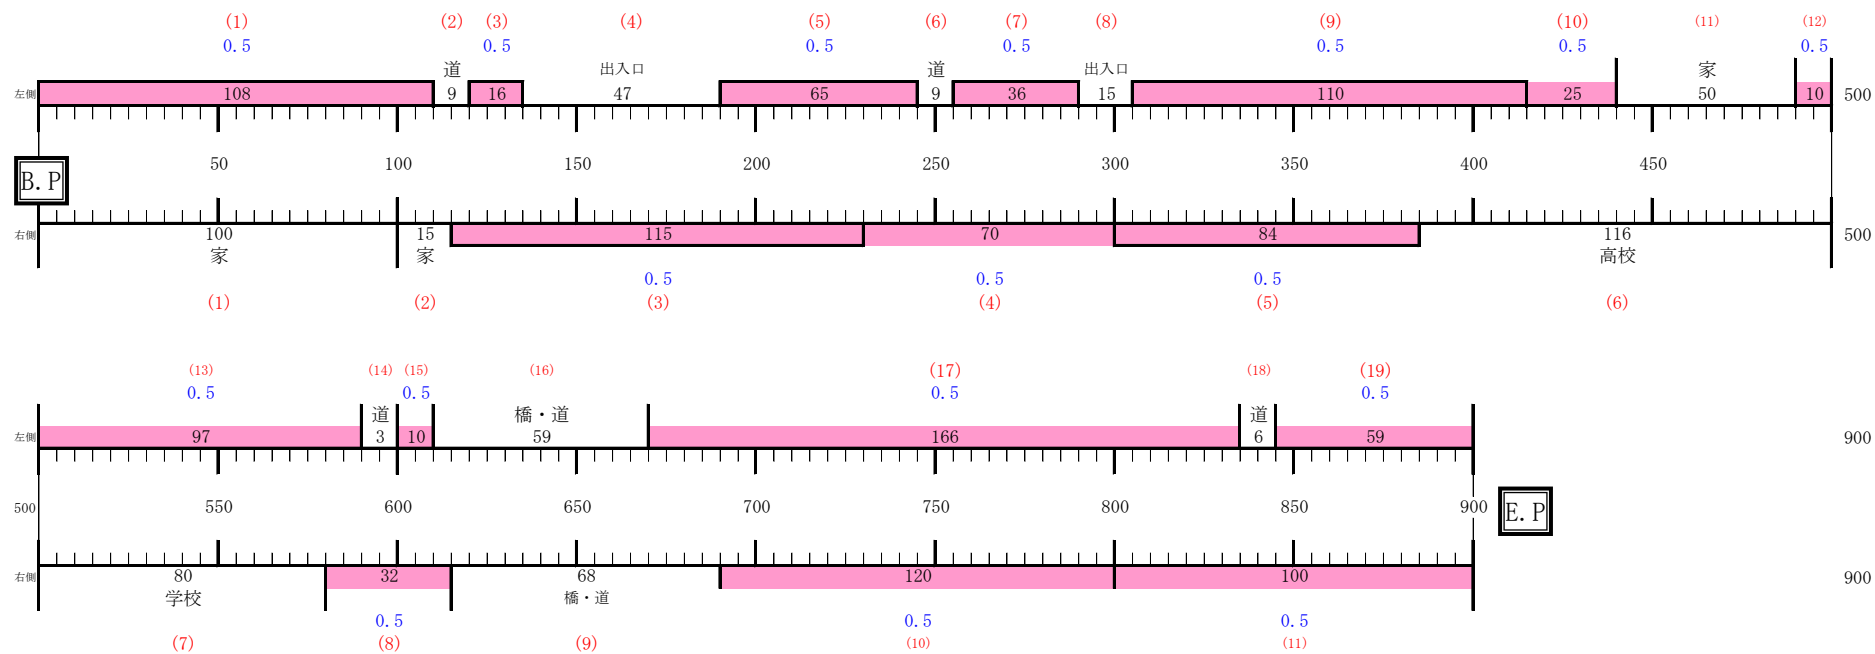 (1) (2) (3) (4) (5) (6) (7) (8) (9) (10) (11) (12)
0.5 0.5 0.5 0.5 0.5 0.5 0.5
道 出入口 道 出入口 家
左側 108 9 16 47 65 9 36 15 110 25 50 10 500
50 100 150 200 250 300 350 400 450
B.P
右側 100 15 115 70 84 116 500
家 家 高校
0.5 0.5 0.5
(1) (2) (3) (4) (5) (6)
(13) (14) (15) (16) (17) (18) (19)
0.5 0.5 0.5 0.5
道 橋・道 道
左側 97 3 10 59 166 6 59 900
500 550 600 650 700 750 800 850 900 E.P
右側 80 32 68 120 100 900
学校 橋・道
0.5 0.5 0.5
(7) (8) (9) (10) (11)